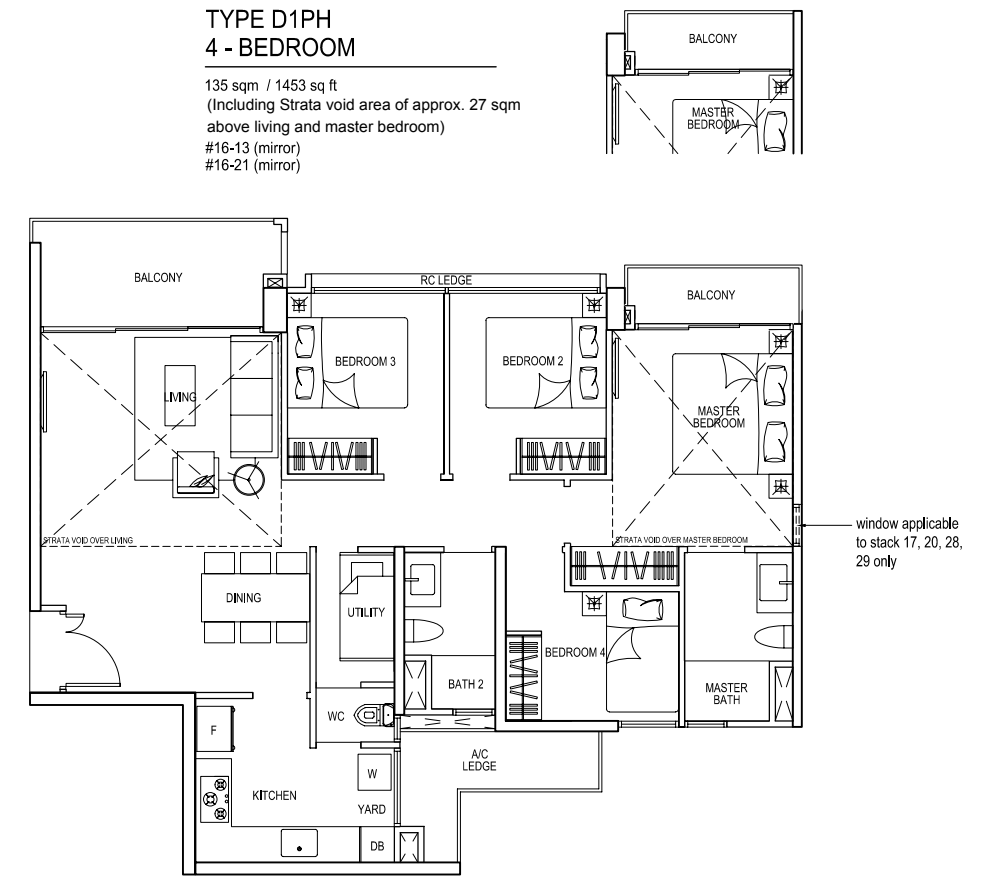 TYPE D1PH
4 - BEDROOM
135 sqm / 1453 sq ft
(Including Strata void area of approx. 27 sqm
above living and master bedroom)
#16-13 (mirror)
#16-21 (mirror)
BALCONY
MASTER
BEDROOM
BALCONY
RC LEDGE
BALCONY
BEDROOM 3
BEDROOM 2
LIVING
MASTER
BEDROOM
STRATA VOID OVER LIVING
STRATA VOID OVER MASTER BEDROOM
window applicable
to stack 17, 20, 28,
29 only
DINING
UTILITY
BEDROOM 4
BATH 2
MASTER
BATH
WC
F
A/C
LEDGE
W
KITCHEN
YARD
DB